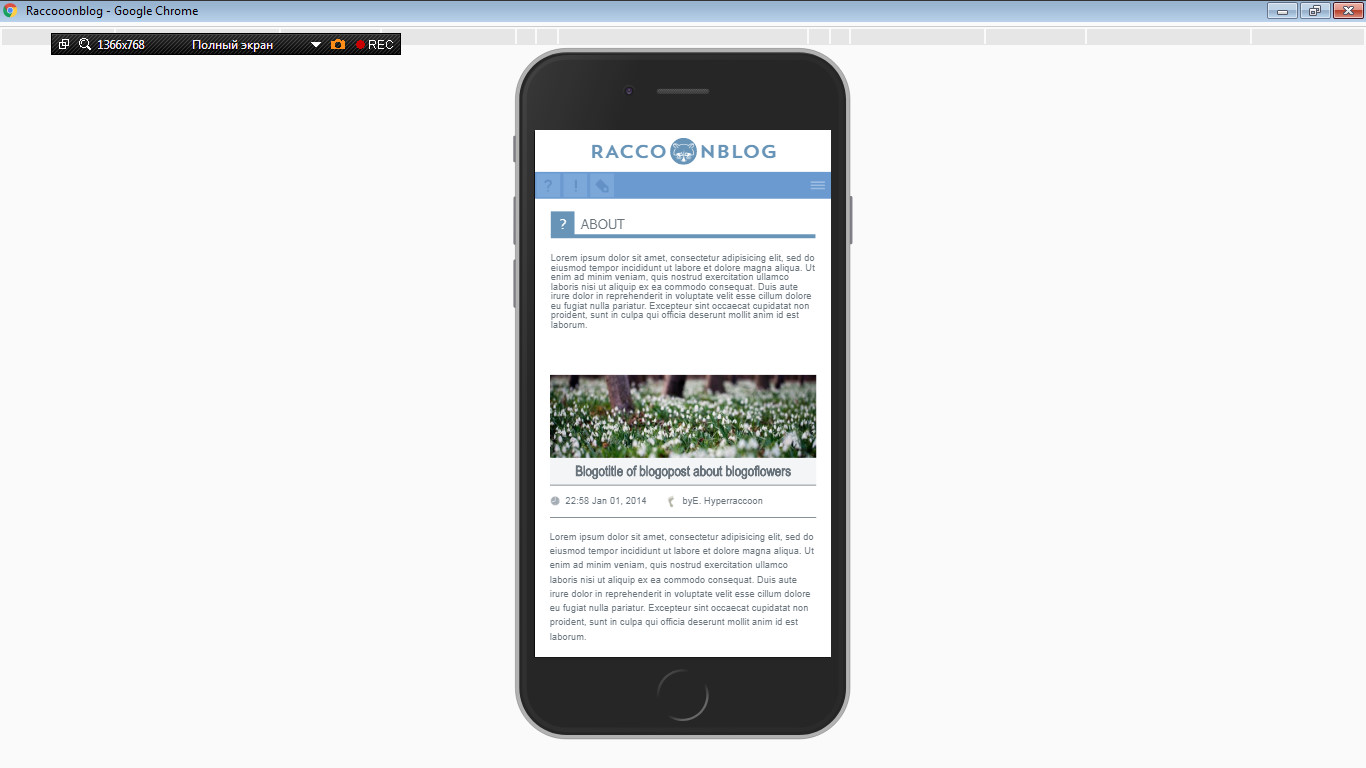 Raccooonblog - Google Chrome
1366x768 Полный экран REC
RACCOONBLOG
? !
? ABOUT
Lorem ipsum dolor sit amet, consectetur adipisicing elit, sed do
eiusmod tempor incididunt ut labore et dolore magna aliqua. Ut
enim ad minim veniam, quis nostrud exercitation ullamco
laboris nisi ut aliquip ex ea commodo consequat. Duis aute
irure dolor in reprehenderit in voluptate velit esse cillum dolore
eu fugiat nulla pariatur. Excepteur sint occaecat cupidatat non
proident, sunt in culpa qui officia deserunt mollit anim id est
laborum.
Blogotitle of blogopost about blogoflowers
22:58 Jan 01, 2014 byE. Hyperraccoon
Lorem ipsum dolor sit amet, consectetur adipisicing elit, sed do
eiusmod tempor incididunt ut labore et dolore magna aliqua. Ut
enim ad minim veniam, quis nostrud exercitation ullamco
laboris nisi ut aliquip ex ea commodo consequat. Duis aute
irure dolor in reprehenderit in voluptate velit esse cillum dolore
eu fugiat nulla pariatur. Excepteur sint occaecat cupidatat non
proident, sunt in culpa qui officia deserunt mollit anim id est
laborum.